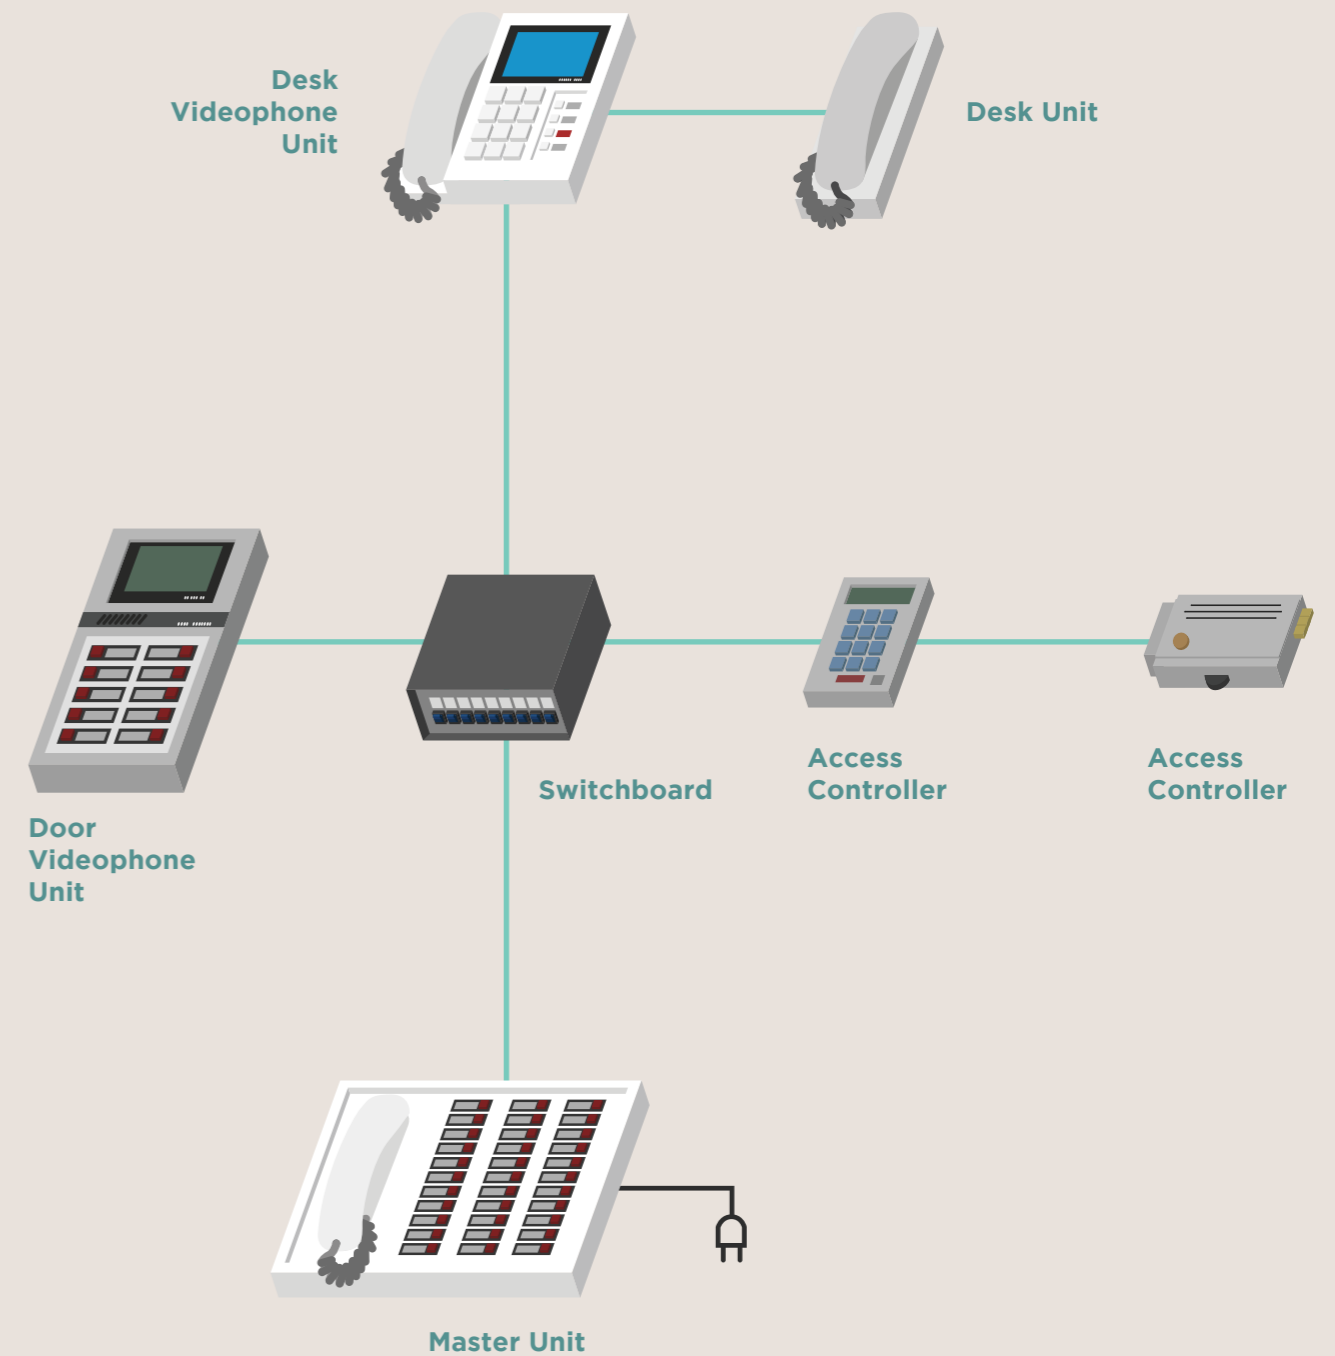 Desk
Videophone
Unit
Desk Unit
Switchboard
Access
Controller
Access
Controller
Door
Videophone
Unit
Master Unit